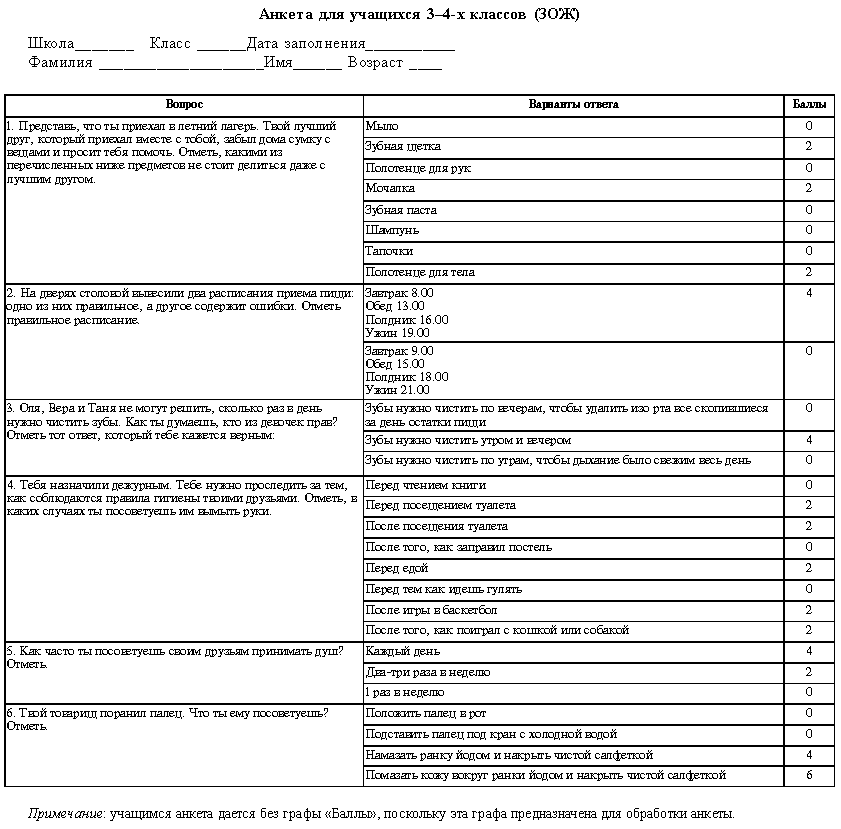 Анкета для учащихся 3–4-х классов (ЗОЖ)
Школа_______ Класс ______Дата заполнения___________
Фамилия ____________________Имя______ Возраст ____
Вопрос Варианты ответа Баллы
1. Представь, что ты приехал в летний лагерь. Твой лучший
друг, который приехал вместе с тобой, забыл дома сумку с
вещами и просит тебя помочь. Отметь, какими из
перечисленных ниже предметов не стоит делиться даже с
лучшим другом.
Мыло 0
Зубная щетка 2
Полотенце для рук 0
Мочалка 2
Зубная паста 0
Шампунь 0
Тапочки 0
Полотенце для тела 2
2. На дверях столовой вывесили два расписания приема пищи:
одно из них правильное, а другое содержит ошибки. Отметь
правильное расписание.
Завтрак 8.00 4
Обед 13.00
Полдник 16.00
Ужин 19.00
Завтрак 9.00 0
Обед 15.00
Полдник 18.00
Ужин 21.00
3. Оля, Вера и Таня не могут решить, сколько раз в день
нужно чистить зубы. Как ты думаешь, кто из девочек прав?
Отметь тот ответ, который тебе кажется верным:
Зубы нужно чистить по вечерам, чтобы удалить изо рта все скопившиеся 0
за день остатки пищи
Зубы нужно чистить утром и вечером 4
Зубы нужно чистить по утрам, чтобы дыхание было свежим весь день 0
4. Тебя назначили дежурным. Тебе нужно проследить за тем,
как соблюдаются правила гигиены твоими друзьями. Отметь, в
каких случаях ты посоветуешь им вымыть руки.
Перед чтением книги 0
Перед посещением туалета 2
После посещения туалета 2
После того, как заправил постель 0
Перед едой 2
Перед тем как идешь гулять 0
После игры в баскетбол 2
После того, как поиграл с кошкой или собакой 2
5. Как часто ты посоветуешь своим друзьям принимать душ?
Отметь.
Каждый день 4
Два-три раза в неделю 2
1 раз в неделю 0
6. Твой товарищ поранил палец. Что ты ему посоветуешь?
Отметь.
Положить палец в рот 0
Подставить палец под кран с холодной водой 0
Намазать ранку йодом и накрыть чистой салфеткой 4
Помазать кожу вокруг ранки йодом и накрыть чистой салфеткой 6
Примечание: учащимся анкета дается без графы «Баллы», поскольку эта графа предназначена для обработки анкеты.